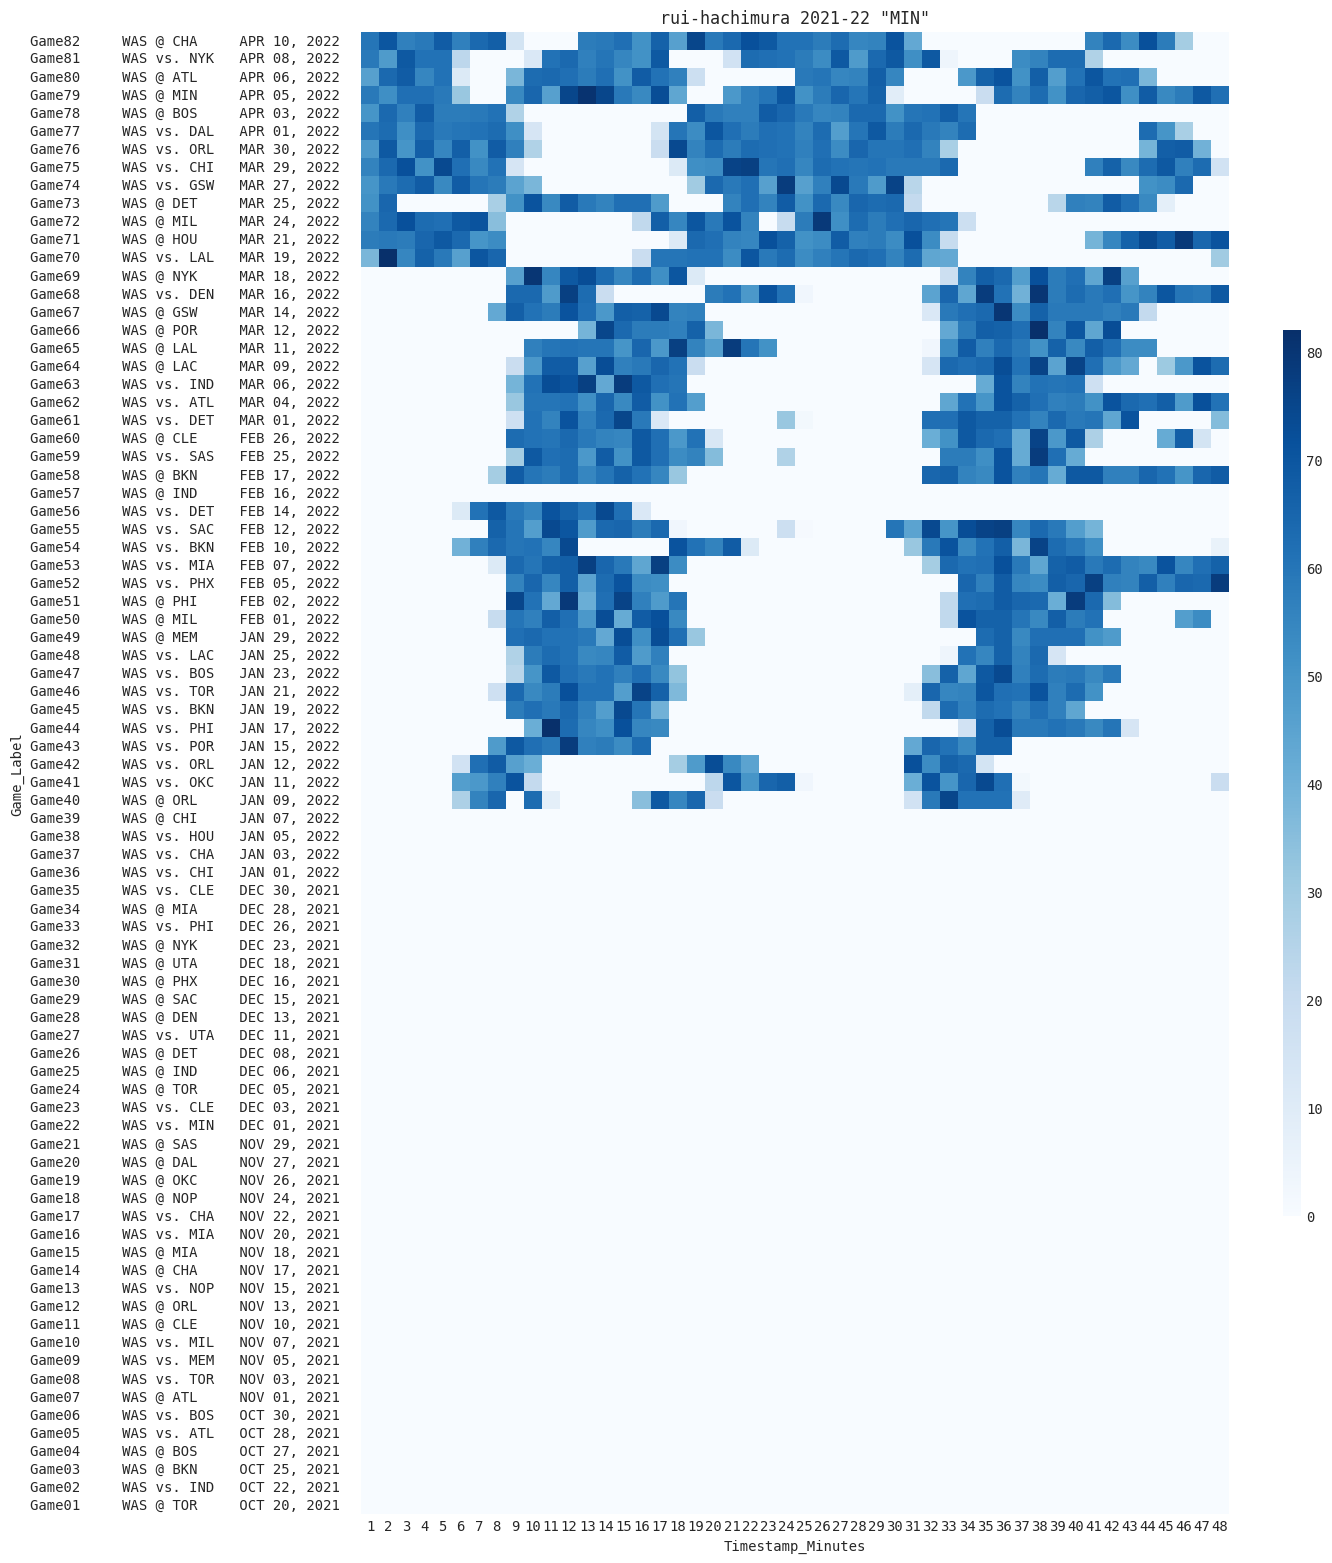 rui-hachimura 2021-22 "MIN"
Game82 WAS @ CHA APR 10, 2022
Game81 WAS vs. NYK APR 08, 2022
Game80 WAS @ ATL APR 06, 2022
Game79 WAS @ MIN APR 05, 2022
Game78 WAS @ BOS APR 03, 2022
Game77 WAS vs. DAL APR 01, 2022
Game76 WAS vs. ORL MAR 30, 2022
Game75 WAS vs. CHI MAR 29, 2022
Game74 WAS vs. GSW MAR 27, 2022
Game73 WAS @ DET MAR 25, 2022
Game72 WAS @ MIL MAR 24, 2022
Game71 WAS @ HOU MAR 21, 2022
Game70 WAS vs. LAL MAR 19, 2022
Game69 WAS @ NYK MAR 18, 2022
Game68 WAS vs. DEN MAR 16, 2022
Game67 WAS @ GSW MAR 14, 2022
Game66 WAS @ POR MAR 12, 2022
Game65 WAS @ LAL MAR 11, 2022
Game64 WAS @ LAC MAR 09, 2022
Game63 WAS vs. IND MAR 06, 2022
Game62 WAS vs. ATL MAR 04, 2022
Game61 WAS vs. DET MAR 01, 2022
Game60 WAS @ CLE FEB 26, 2022
Game59 WAS vs. SAS FEB 25, 2022
Game58 WAS @ BKN FEB 17, 2022
Game57 WAS @ IND FEB 16, 2022
Game56 WAS vs. DET FEB 14, 2022
Game55 WAS vs. SAC FEB 12, 2022
Game54 WAS vs. BKN FEB 10, 2022
Game53 WAS vs. MIA FEB 07, 2022
Game52 WAS vs. PHX FEB 05, 2022
Game51 WAS @ PHI FEB 02, 2022
Game50 WAS @ MIL FEB 01, 2022
Game49 WAS @ MEM JAN 29, 2022
Game48 WAS vs. LAC JAN 25, 2022
Game47 WAS vs. BOS JAN 23, 2022
Game46 WAS vs. TOR JAN 21, 2022
Game45 WAS vs. BKN JAN 19, 2022
Game44 WAS vs. PHI JAN 17, 2022
Game43 WAS vs. POR JAN 15, 2022
Game42 WAS vs. ORL JAN 12, 2022
Game41 WAS vs. OKC JAN 11, 2022
Game40 WAS @ ORL JAN 09, 2022
Game39 WAS @ CHI JAN 07, 2022
Game38 WAS vs. HOU JAN 05, 2022
Game37 WAS vs. CHA JAN 03, 2022
Game36 WAS vs. CHI JAN 01, 2022
Game35 WAS vs. CLE DEC 30, 2021
Game34 WAS @ MIA DEC 28, 2021
Game33 WAS vs. PHI DEC 26, 2021
Game32 WAS @ NYK DEC 23, 2021
Game31 WAS @ UTA DEC 18, 2021
Game30 WAS @ PHX DEC 16, 2021
Game29 WAS @ SAC DEC 15, 2021
Game28 WAS @ DEN DEC 13, 2021
Game27 WAS vs. UTA DEC 11, 2021
Game26 WAS @ DET DEC 08, 2021
Game25 WAS @ IND DEC 06, 2021
Game24 WAS @ TOR DEC 05, 2021
Game23 WAS vs. CLE DEC 03, 2021
Game22 WAS vs. MIN DEC 01, 2021
Game21 WAS @ SAS NOV 29, 2021
Game20 WAS @ DAL NOV 27, 2021
Game19 WAS @ OKC NOV 26, 2021
Game18 WAS @ NOP NOV 24, 2021
Game17 WAS vs. CHA NOV 22, 2021
Game16 WAS vs. MIA NOV 20, 2021
Game15 WAS @ MIA NOV 18, 2021
Game14 WAS @ CHA NOV 17, 2021
Game13 WAS vs. NOP NOV 15, 2021
Game12 WAS @ ORL NOV 13, 2021
Game11 WAS @ CLE NOV 10, 2021
Game10 WAS vs. MIL NOV 07, 2021
Game09 WAS vs. MEM NOV 05, 2021
Game08 WAS vs. TOR NOV 03, 2021
Game07 WAS @ ATL NOV 01, 2021
Game06 WAS vs. BOS OCT 30, 2021
Game05 WAS vs. ATL OCT 28, 2021
Game04 WAS @ BOS OCT 27, 2021
Game03 WAS @ BKN OCT 25, 2021
Game02 WAS vs. IND OCT 22, 2021
Game01 WAS @ TOR OCT 20, 2021
Game_Label
1 2 3 4 5 6 7 8 9 10 11 12 13 14 15 16 17 18 19 20 21 22 23 24 25 26 27 28 29 30 31 32 33 34 35 36 37 38 39 40 41 42 43 44 45 46 47 48
Timestamp_Minutes
80
70
60
50
40
30
20
10
0